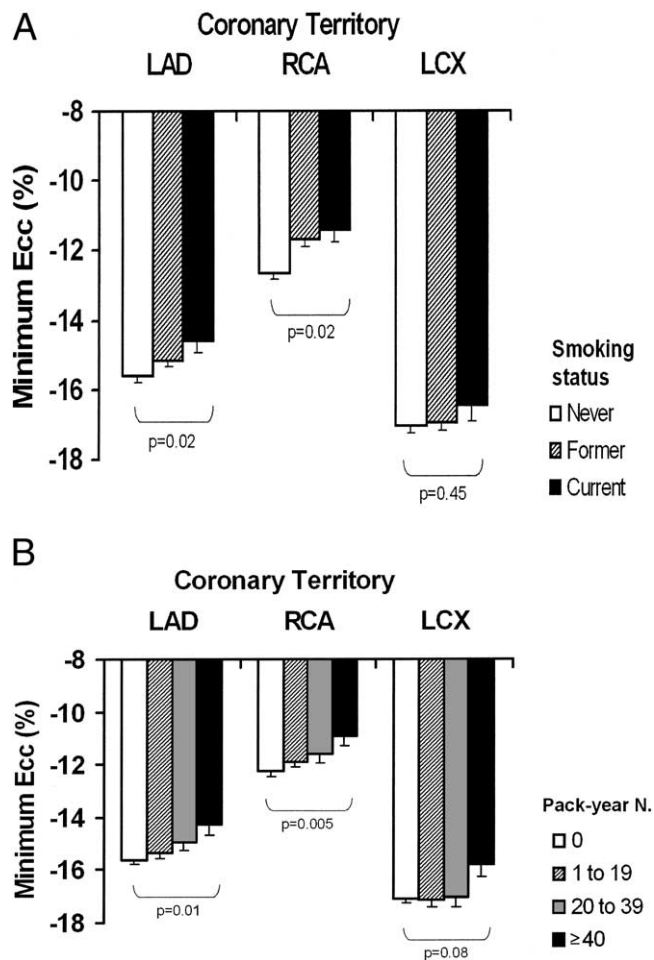 A
Coronary Territory
LAD RCA LCX
Minimum Ecc (%)
-8
-10
-12
-14
-16
-18
p=0.02
p=0.02
p=0.45
Smoking
status
Never
Former
Current
B
Coronary Territory
LAD RCA LCX
Minimum Ecc (%)
-8
-10
-12
-14
-16
-18
p=0.01
p=0.005
p=0.08
Pack-year N.
0
1 to 19
20 to 39
≥40